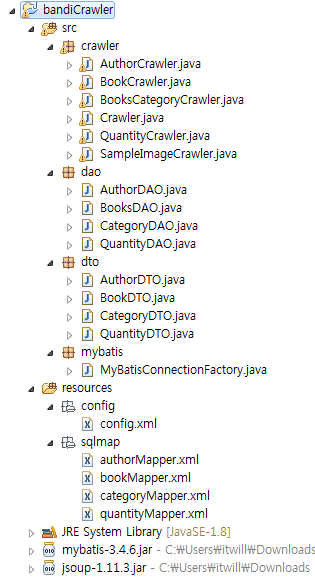 bandiCrawler
src
crawler
AuthorCrawler.java
BookCrawler.java
BooksCategoryCrawler.java
Crawler.java
QuantityCrawler.java
SampleImageCrawler.java
dao
AuthorDAO.java
BooksDAO.java
CategoryDAO.java
QuantityDAO.java
dto
AuthorDTO.java
BookDTO.java
CategoryDTO.java
QuantityDTO.java
mybatis
MyBatisConnectionFactory.java
resources
config
config.xml
sqlmap
authorMapper.xml
bookMapper.xml
categoryMapper.xml
quantityMapper.xml
JRE System Library [JavaSE-1.8]
mybatis-3.4.6.jar - C:₩Users₩itwill₩Downloads
jsoup-1.11.3.jar - C:₩Users₩itwill₩Downloads